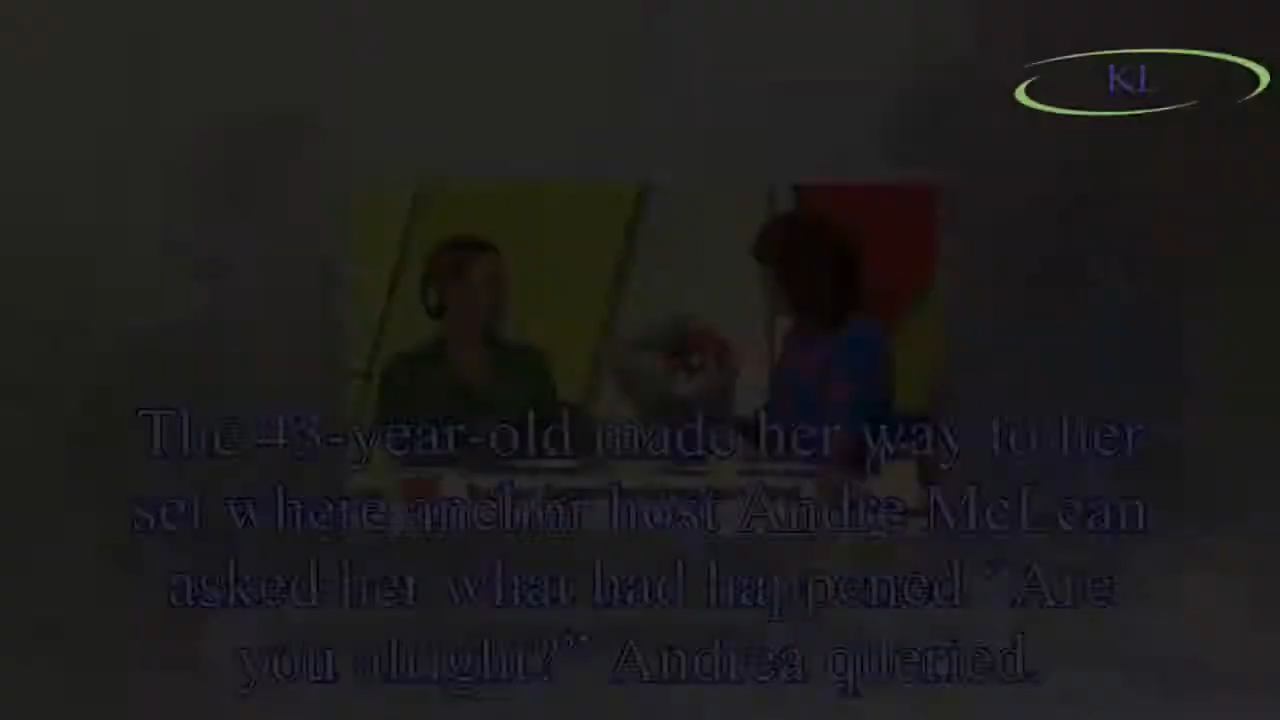 KL
The 43-year-old made her way to her
set where anchor host Andre McLean
asked her what had happened "Are
you alright?" Andrea queried.